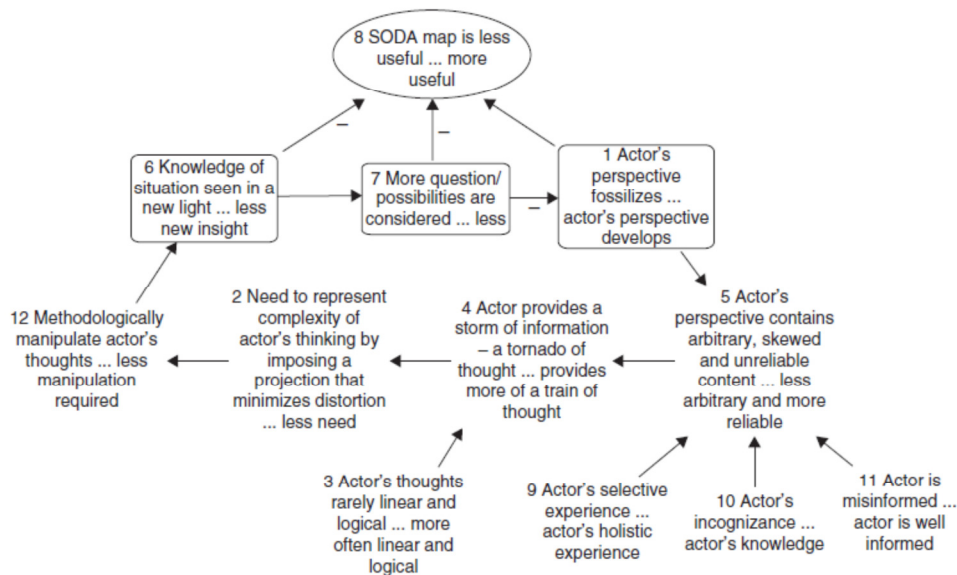 8 SODA map is less
useful ... more
useful
–
–
6 Knowledge of
situation seen in a
new light ... less
new insight
7 More question/
possibilities are
considered ... less
–
1 Actor's
perspective
fossilizes ...
actor's perspective
develops
12 Methodologically
manipulate actor's
thoughts ... less
manipulation
required
2 Need to represent
complexity of
actor's thinking by
imposing a
projection that
minimizes distortion
... less need
4 Actor provides a
storm of information
– a tornado of
thought ... provides
more of a train of
thought
5 Actor's
perspective contains
arbitrary, skewed
and unreliable
content ... less
arbitrary and more
reliable
3 Actor's thoughts
rarely linear and
logical ... more
often linear and
logical
9 Actor's selective
experience ...
actor's holistic
experience
10 Actor's
incognizance ...
actor's knowledge
11 Actor is
misinformed ...
actor is well
informed